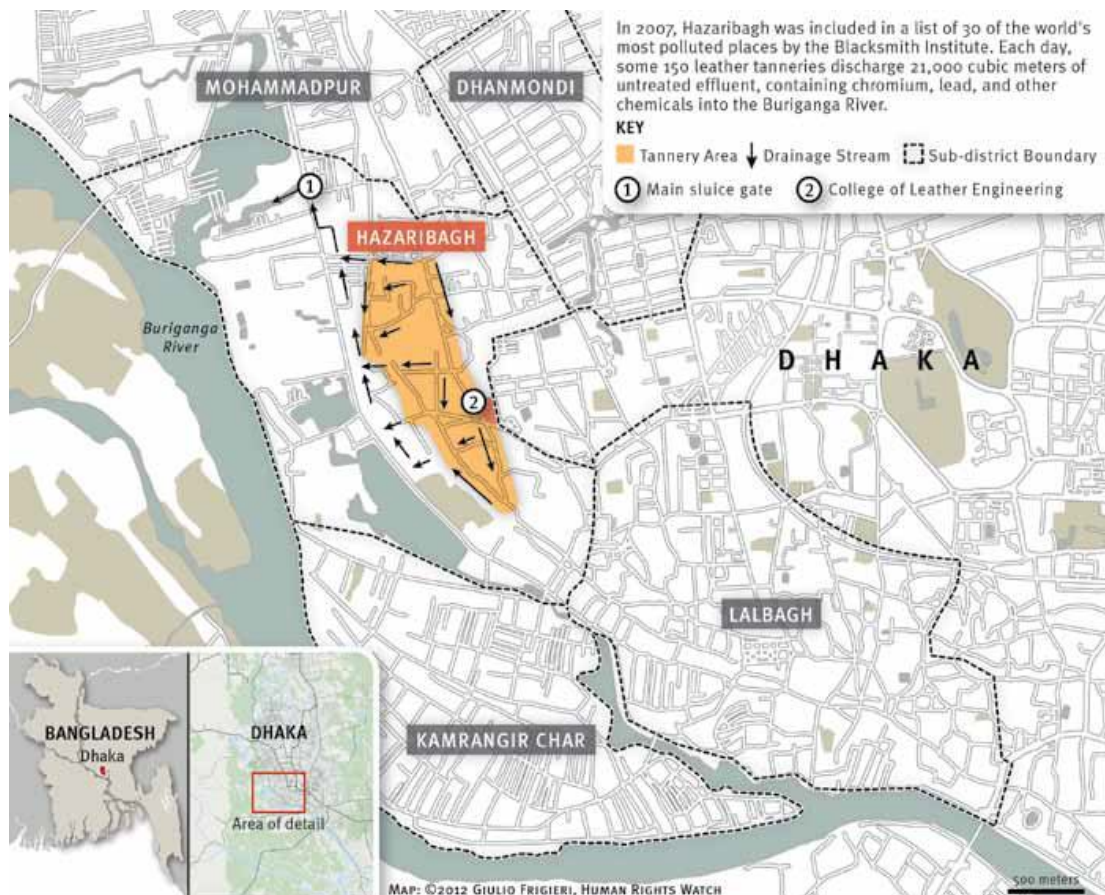 In 2007, Hazaribagh was included in a list of 30 of the world's
most polluted places by the Blacksmith Institute. Each day,
some 150 leather tanneries discharge 21,000 cubic meters of
untreated effluent, containing chromium, lead, and other
chemicals into the Buriganga River.
KEY
Tannery Area Drainage Stream Sub-district Boundary
1 Main sluice gate 2 College of Leather Engineering
MOHAMMADPUR
DHANMONDI
1
HAZARIBAGH
Buriganga
River
DHAKA
2
LALBAGH
KAMRANGIR CHAR
BANGLADESH
Dhaka
DHAKA
Area of detail
MAP: ©2012 GIULIO FRIGIERI, HUMAN RIGHTS WATCH
500 meters